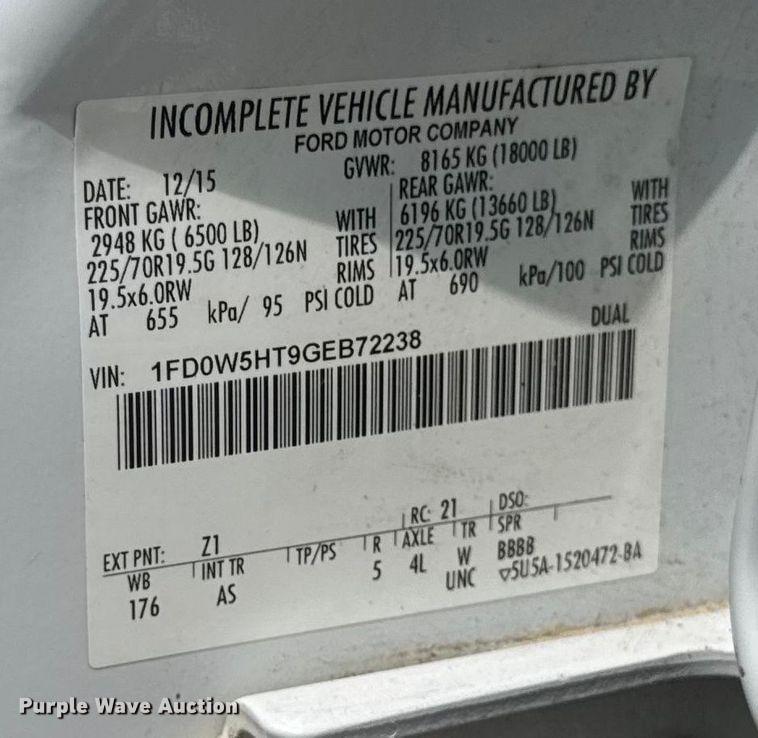 INCOMPLETE VEHICLE MANUFACTURED BY
FORD MOTOR COMPANY
DATE: 12/15
GVWR: 8165 KG (18000 LB)
FRONT GAWR:
2948 KG ( 6500 LB) WITH
225/70R19.5G 128/126N TIRES
19.5x6.0RW RIMS
AT 655 kPa/ 95 PSI COLD
REAR GAWR:
6196 KG (13660 LB) WITH
225/70R19.5G 128/126N TIRES
19.5x6.0RW RIMS
AT 690 kPa/100 PSI COLD
DUAL
VIN: 1FD0W5HT9GEB72238
EXT PNT: Z1 RC: 21 DSO:
WB INT TR TP/PS R AXLE TR SPR
176 AS 5 4L W BBBB
UNC ▽5U5A-1520472-BA
Purple Wave Auction